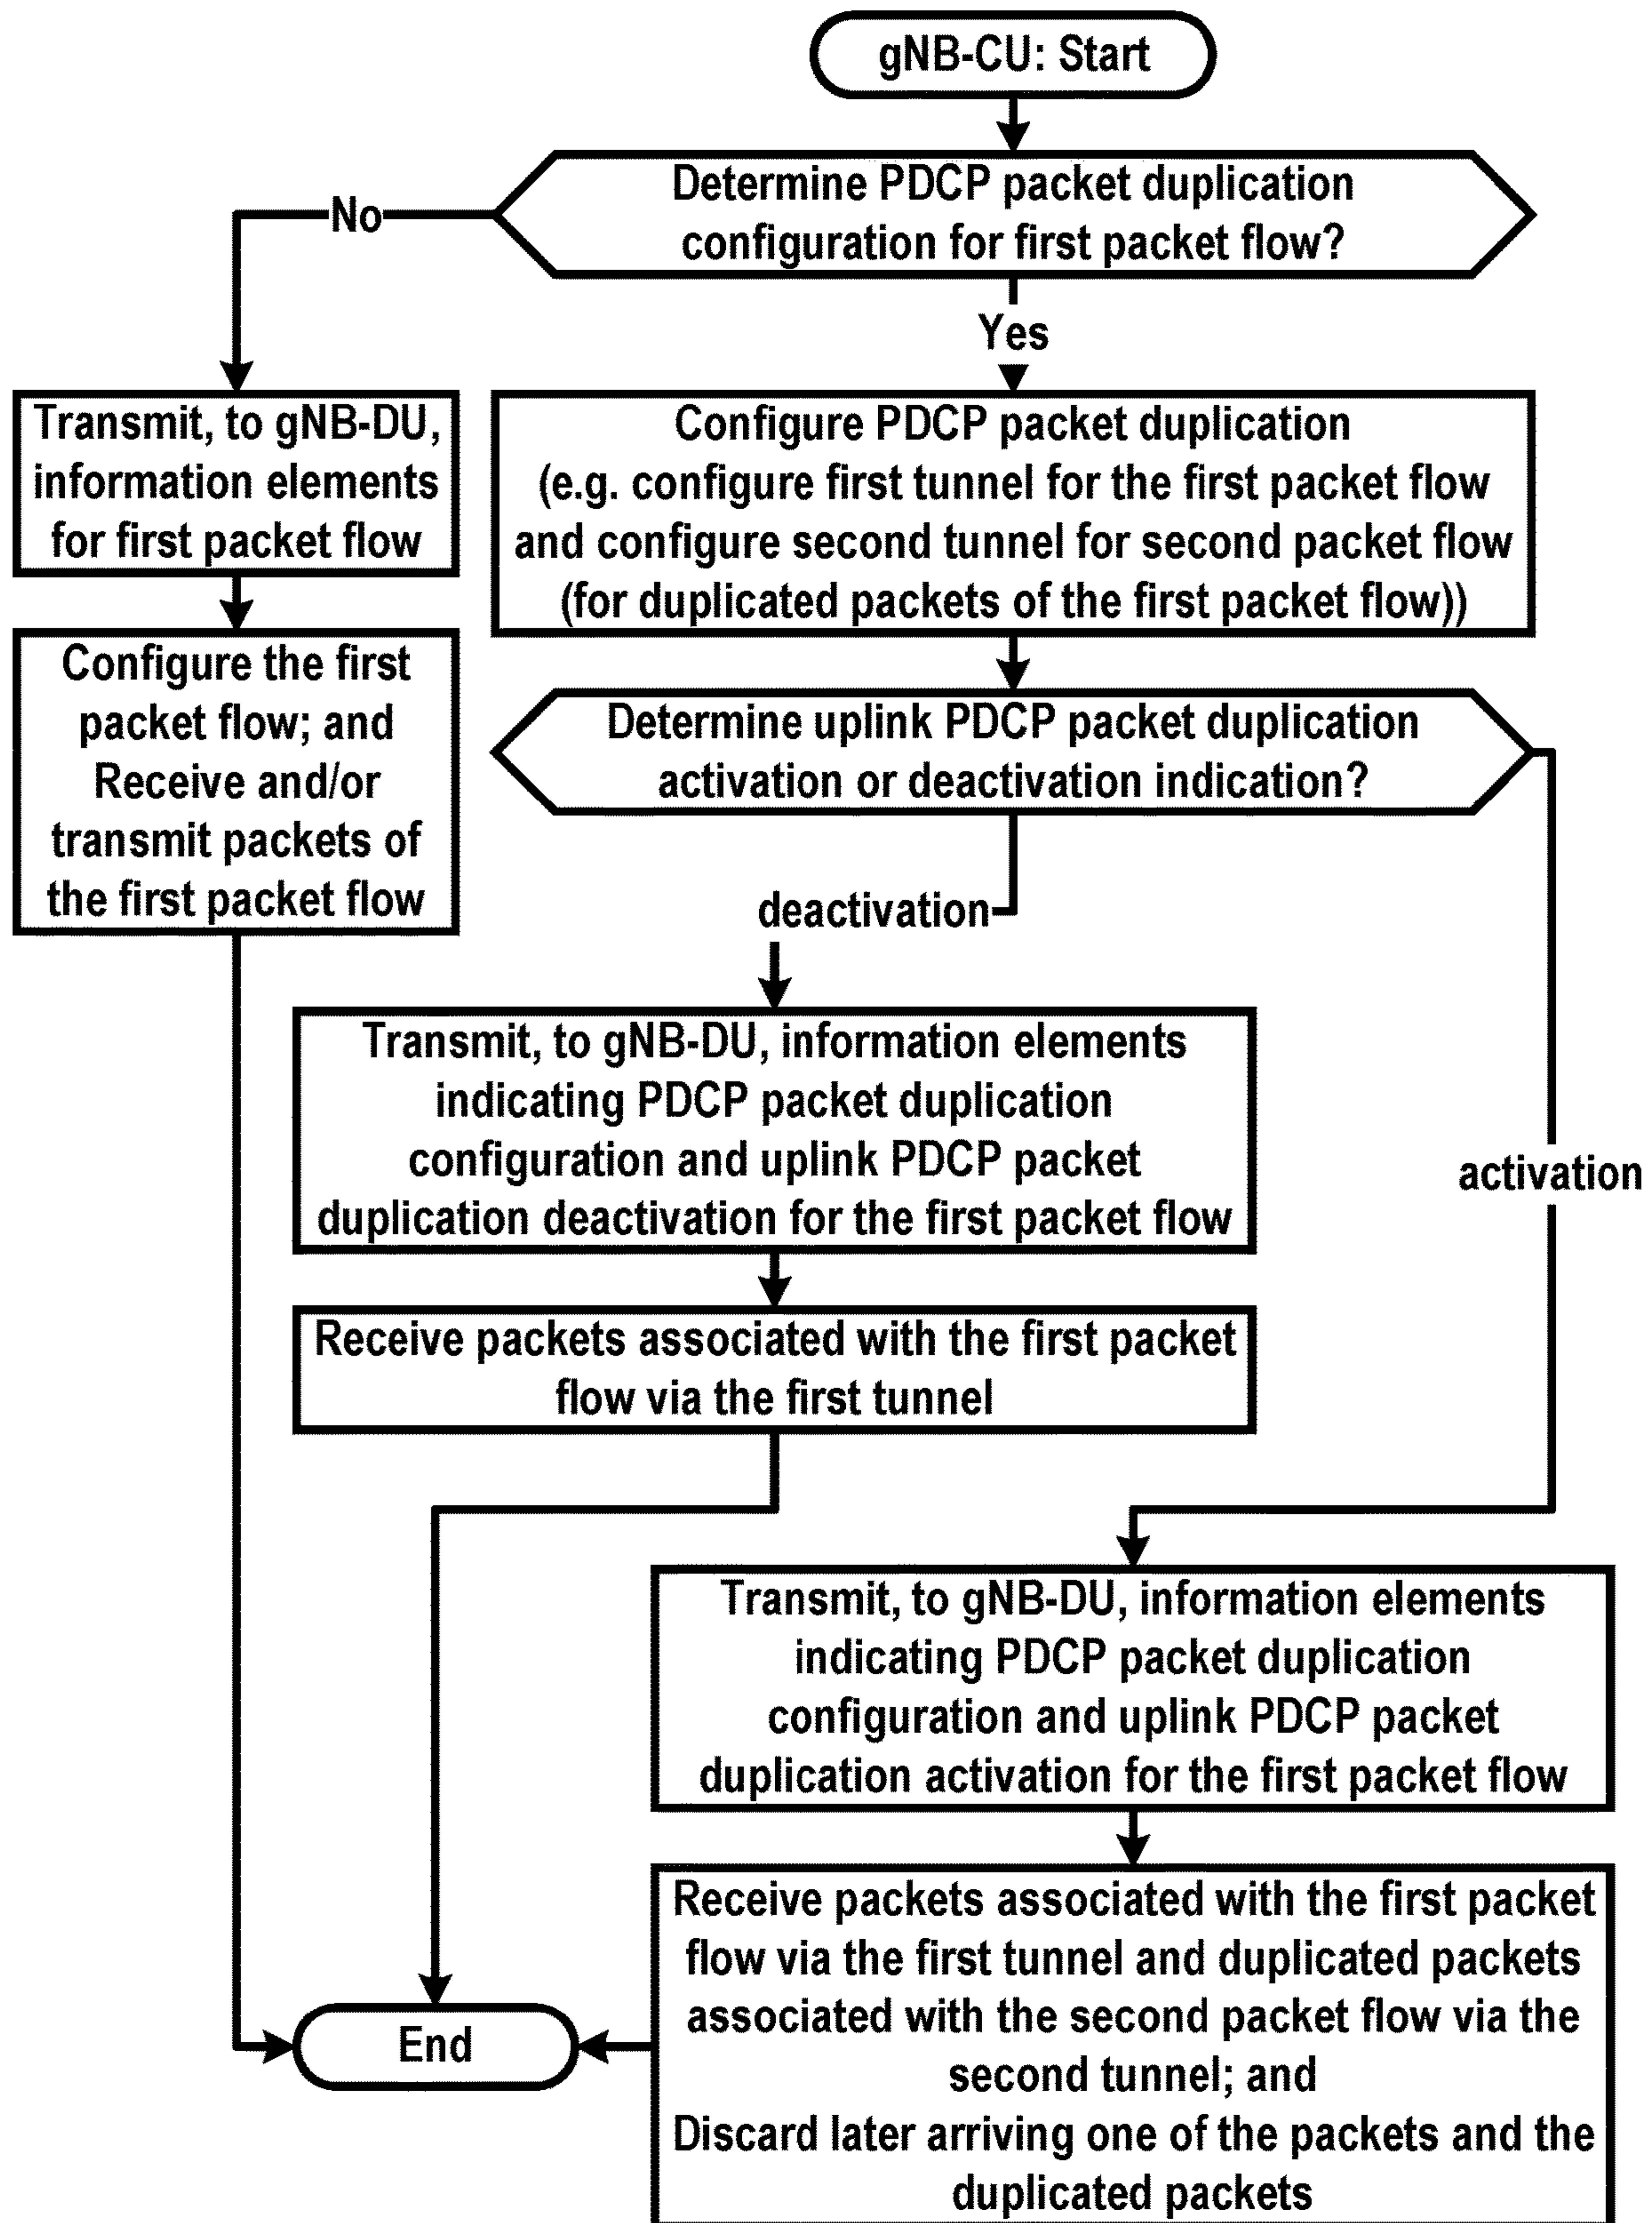 gNB-CU: Start
Determine PDCP packet duplication
configuration for first packet flow?
No
Yes
Transmit, to gNB-DU,
information elements
for first packet flow
Configure PDCP packet duplication
(e.g. configure first tunnel for the first packet flow
and configure second tunnel for second packet flow
(for duplicated packets of the first packet flow))
Configure the first
packet flow; and
Receive and/or
transmit packets of
the first packet flow
Determine uplink PDCP packet duplication
activation or deactivation indication?
deactivation
activation
Transmit, to gNB-DU, information elements
indicating PDCP packet duplication
configuration and uplink PDCP packet
duplication deactivation for the first packet flow
Receive packets associated with the first packet
flow via the first tunnel
Transmit, to gNB-DU, information elements
indicating PDCP packet duplication
configuration and uplink PDCP packet
duplication activation for the first packet flow
Receive packets associated with the first packet
flow via the first tunnel and duplicated packets
associated with the second packet flow via the
second tunnel; and
Discard later arriving one of the packets and the
duplicated packets
End